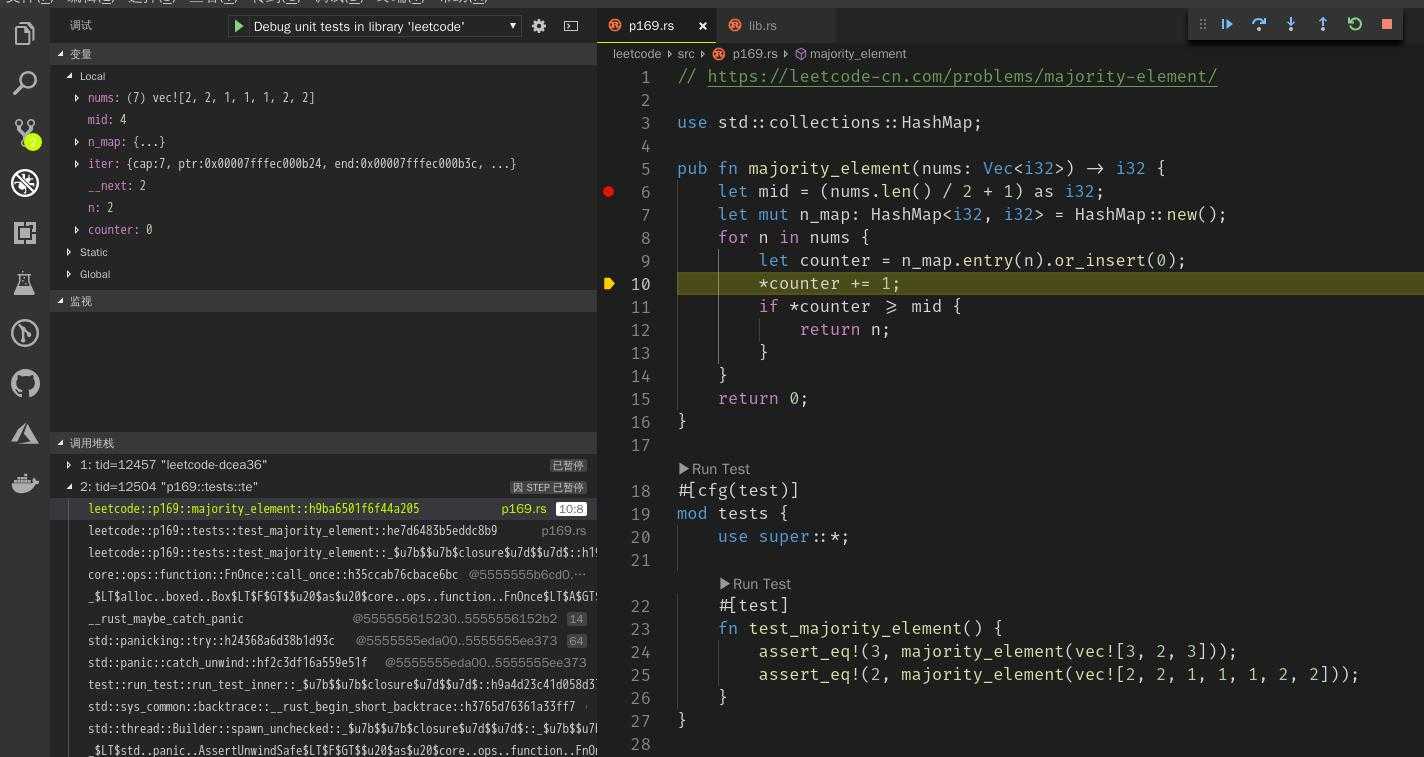 调试
Debug unit tests in library 'leetcode'
变量
Local
nums: (7) vec![2, 2, 1, 1, 1, 2, 2]
mid: 4
n_map: {...}
iter: {cap:7, ptr:0x00007fffec000b24, end:0x00007fffec000b3c, ...}
__next: 2
n: 2
counter: 0
Static
Global
监视
调用堆栈
1: tid=12457 "leetcode-dcea36" 已暂停
2: tid=12504 "p169::tests::te" 因 STEP 已暂停
leetcode::p169::majority_element::h9ba6501f6f44a205 p169.rs 10:8
leetcode::p169::tests::test_majority_element::he7d6483b5eddc8b9 p169.rs
leetcode::p169::tests::test_majority_element::_$u7b$$u7b$closure$u7d$$u7d$::h19
core::ops::function::FnOnce::call_once::h35ccab76cbace6bc @5555555b6cd0.…
_$LT$alloc..boxed..Box$LT$F$GT$$u20$as$u20$core..ops..function..FnOnce$LT$A$GT$
__rust_maybe_catch_panic @555555615230..5555556152b2 14
std::panicking::try::h24368a6d38b1d93c @5555555eda00..5555555ee373 64
std::panic::catch_unwind::hf2c3df16a559e51f @5555555eda00..5555555ee373
test::run_test::run_test_inner::_$u7b$$u7b$closure$u7d$$u7d$::h9a4d23c41d058d3
std::sys_common::backtrace::__rust_begin_short_backtrace::h3765d76361a33ff7
std::thread::Builder::spawn_unchecked::_$u7b$$u7b$closure$u7d$$u7d$::_$u7b$$u7b
_$LT$std..panic..AssertUnwindSafe$LT$F$GT$$u20$as$u20$core..ops..function..FnOn
p169.rs × lib.rs
leetcode › src › p169.rs › majority_element
1 // https://leetcode-cn.com/problems/majority-element/
2
3 use std::collections::HashMap;
4
5 pub fn majority_element(nums: Vec<i32>) -> i32 {
6 let mid = (nums.len() / 2 + 1) as i32;
7 let mut n_map: HashMap<i32, i32> = HashMap::new();
8 for n in nums {
9 let counter = n_map.entry(n).or_insert(0);
10 *counter += 1;
11 if *counter >= mid {
12 return n;
13 }
14 }
15 return 0;
16 }
17
▶Run Test
18 #[cfg(test)]
19 mod tests {
20 use super::*;
21
▶Run Test
22 #[test]
23 fn test_majority_element() {
24 assert_eq!(3, majority_element(vec![3, 2, 3]));
25 assert_eq!(2, majority_element(vec![2, 2, 1, 1, 1, 2, 2]));
26 }
27 }
28